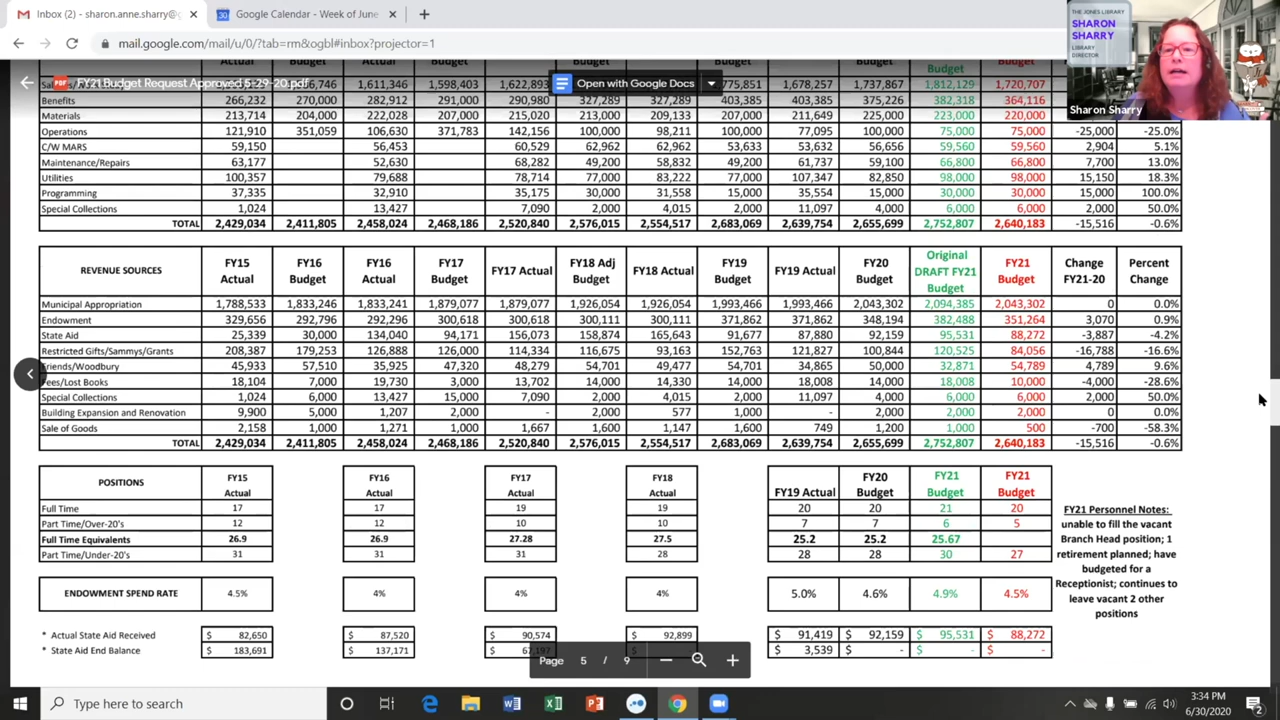 Inbox (2) - sharon.anne.sharry@
Google Calendar - Week of June
mail.google.com/mail/u/0/?tab=rm&ogbl#inbox?projector=1
THE JONES LIBRARY
SHARON
SHARRY
LIBRARY
DIRECTOR
Sharon Sharry
PDF FY21 Budget Request Approved 5-29-20.pdf
Open with Google Docs
Actual Budget Actual Budget Budget Budget Budget
1,611,346 1,598,403 1,622,893 775,851 1,678,257 1,737,867 1,812,129 1,720,707
Benefits 266,232 270,000 282,912 291,000 290,980 327,289 327,289 403,385 403,385 375,226 382,318 364,116
Materials 213,714 204,000 222,028 207,000 215,020 213,000 209,133 207,000 211,649 225,000 223,000 220,000
Operations 121,910 351,059 106,630 371,783 142,156 100,000 98,211 100,000 77,095 100,000 75,000 75,000 -25,000 -25.0%
C/W MARS 59,150 56,453 60,529 62,962 62,962 53,633 53,632 56,656 59,560 59,560 2,904 5.1%
Maintenance/Repairs 63,177 52,630 68,282 49,200 58,832 49,200 61,737 59,100 66,800 66,800 7,700 13.0%
Utilities 100,357 79,688 78,714 77,000 83,222 77,000 107,347 82,850 98,000 98,000 15,150 18.3%
Programming 37,335 32,910 35,175 30,000 31,558 15,000 35,554 15,000 30,000 30,000 15,000 100.0%
Special Collections 1,024 13,427 7,090 2,000 4,015 2,000 11,097 4,000 6,000 6,000 2,000 50.0%
TOTAL 2,429,034 2,411,805 2,458,024 2,468,186 2,520,840 2,576,015 2,554,517 2,683,069 2,639,754 2,655,699 2,752,807 2,640,183 -15,516 -0.6%
REVENUE SOURCES FY15 Actual FY16 Budget FY16 Actual FY17 Budget FY17 Actual FY18 Adj Budget FY18 Actual FY19 Budget FY19 Actual FY20 Budget Original DRAFT FY21 Budget FY21 Budget Change FY21-20 Percent Change
Municipal Appropriation 1,788,533 1,833,246 1,833,241 1,879,077 1,879,077 1,926,054 1,926,054 1,993,466 1,993,466 2,043,302 2,094,385 2,043,302 0 0.0%
Endowment 329,656 292,796 292,296 300,618 300,618 300,111 300,111 371,862 371,862 348,194 382,488 351,264 3,070 0.9%
State Aid 25,339 30,000 134,040 94,171 156,073 158,874 165,643 91,677 87,880 92,159 95,531 88,272 -3,887 -4.2%
Restricted Gifts/Sammys/Grants 208,387 179,253 126,888 126,000 114,334 116,675 93,163 152,763 121,827 100,844 120,525 84,056 -16,788 -16.6%
Friends/Woodbury 45,933 57,510 35,925 47,320 48,279 54,701 49,477 54,701 34,865 50,000 32,871 54,789 4,789 9.6%
Fees/Lost Books 18,104 7,000 19,730 3,000 13,702 14,000 14,330 14,000 18,008 14,000 18,008 10,000 -4,000 -28.6%
Special Collections 1,024 6,000 13,427 15,000 7,090 2,000 4,015 2,000 11,097 4,000 6,000 6,000 2,000 50.0%
Building Expansion and Renovation 9,900 5,000 1,207 2,000 - 2,000 577 1,000 - 2,000 2,000 2,000 0 0.0%
Sale of Goods 2,158 1,000 1,271 1,000 1,667 1,600 1,147 1,600 749 1,200 1,000 500 -700 -58.3%
TOTAL 2,429,034 2,411,805 2,458,024 2,468,186 2,520,840 2,576,015 2,554,517 2,683,069 2,639,754 2,655,699 2,752,807 2,640,183 -15,516 -0.6%
POSITIONS FY15 Actual FY16 Actual FY17 Actual FY18 Actual FY19 Actual FY20 Budget FY21 Budget FY21 Budget
Full Time 17 17 19 19 20 20 21 20
Part Time/Over-20's 12 12 10 10 7 7 6 5
Full Time Equivalents 26.9 26.9 27.28 27.5 25.2 25.2 25.67
Part Time/Under-20's 31 31 31 28 28 28 30 27
FY21 Personnel Notes:
unable to fill the vacant
Branch Head position; 1
retirement planned; have
budgeted for a
Receptionist; continues to
leave vacant 2 other
positions
ENDOWMENT SPEND RATE 4.5% 4% 4% 4% 5.0% 4.6% 4.9% 4.5%
* Actual State Aid Received $ 82,650 $ 87,520 $ 90,574 $ 92,899 $ 91,419 $ 92,159 $ 95,531 $ 88,272
* State Aid End Balance $ 183,691 $ 137,171 $ $ 3,539 $ - $ - $ -
Page 5 / 9
Type here to search
3:34 PM
6/30/2020
2